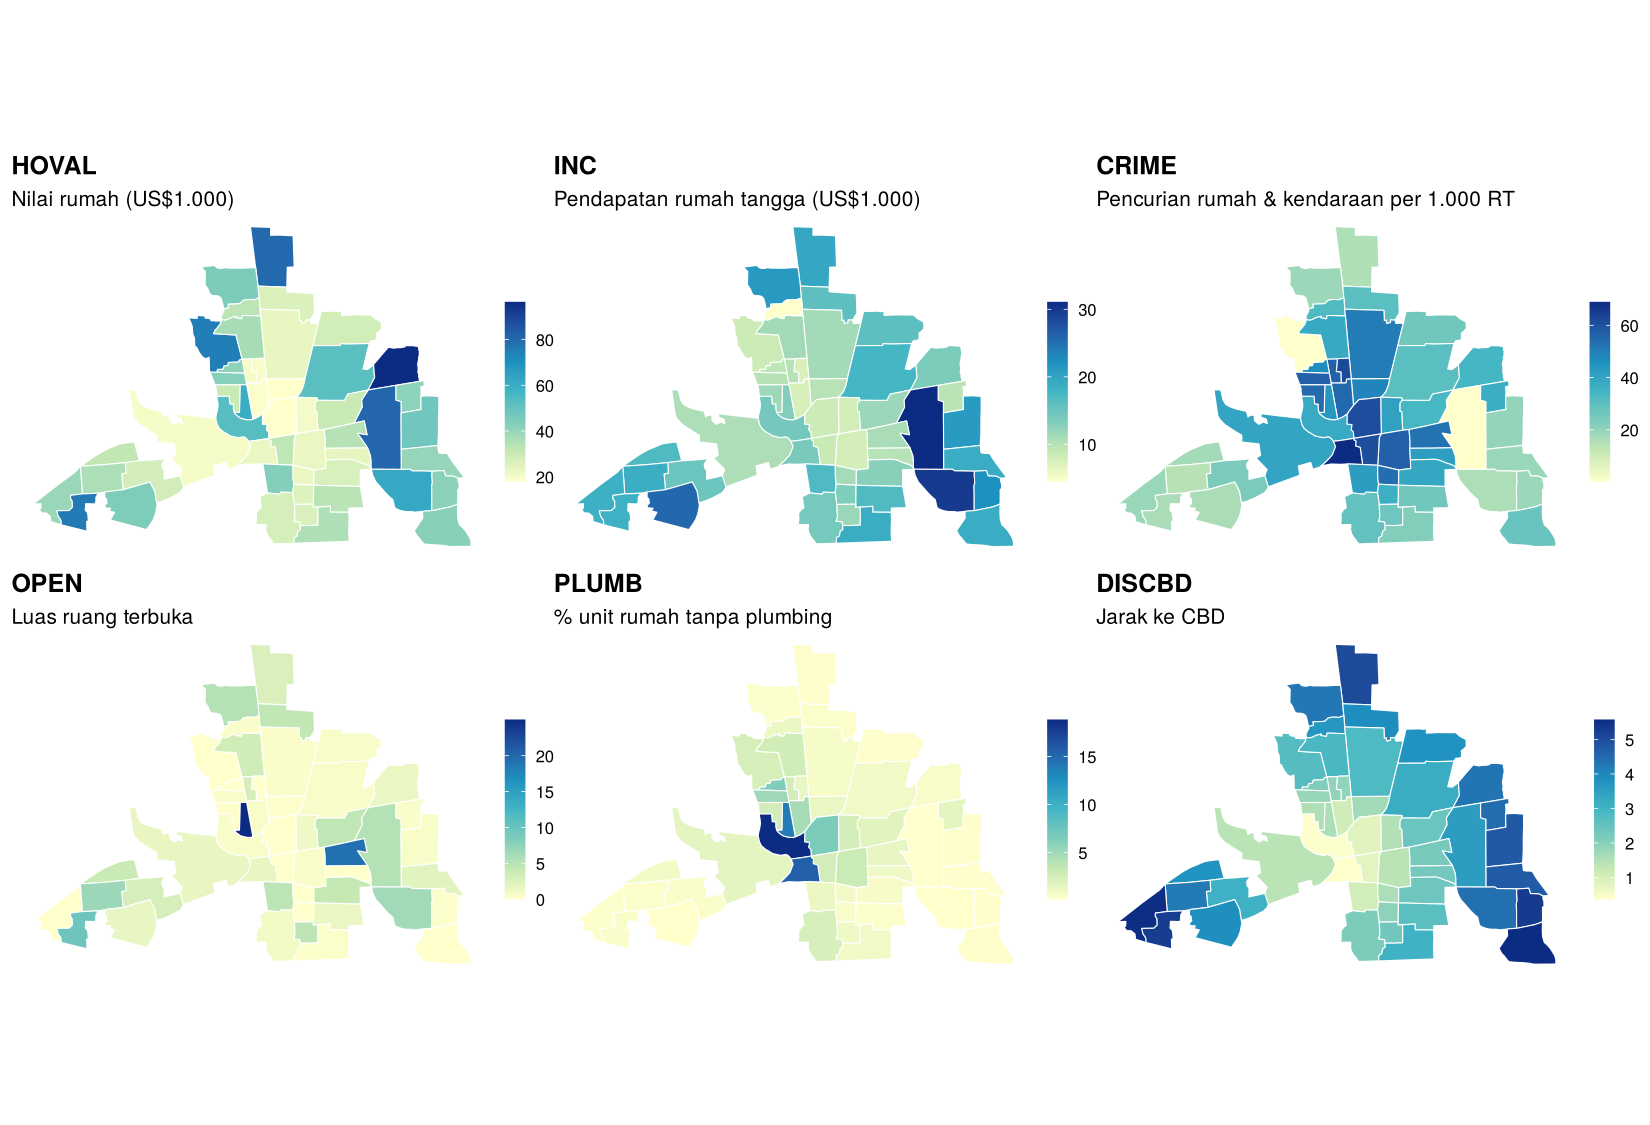 HOVAL
Nilai rumah (US$1.000)
80
60
40
20
INC
Pendapatan rumah tangga (US$1.000)
30
20
10
CRIME
Pencurian rumah & kendaraan per 1.000 RT
60
40
20
OPEN
Luas ruang terbuka
20
15
10
5
0
PLUMB
% unit rumah tanpa plumbing
15
10
5
DISCBD
Jarak ke CBD
5
4
3
2
1